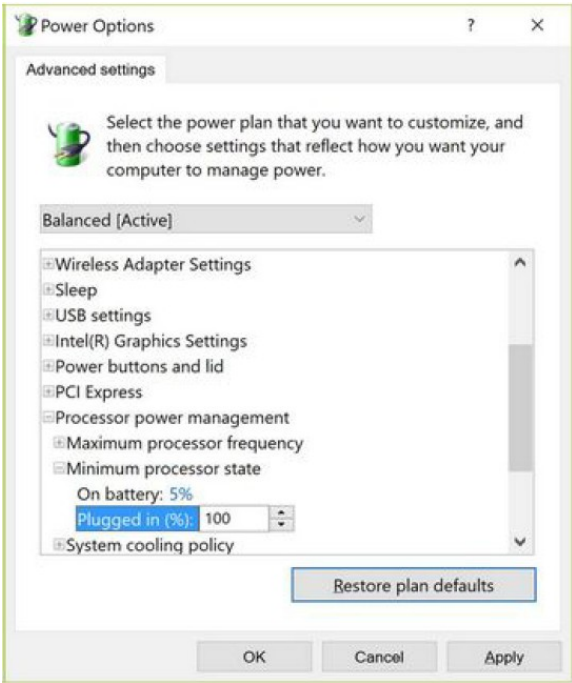 Power Options
?
×
Advanced settings
Select the power plan that you want to customize, and
then choose settings that reflect how you want your
computer to manage power.
Balanced [Active]
Wireless Adapter Settings
Sleep
USB settings
Intel(R) Graphics Settings
Power buttons and lid
PCI Express
Processor power management
Maximum processor frequency
Minimum processor state
On battery: 5%
Plugged in (%): 100
System cooling policy
Restore plan defaults
OK
Cancel
Apply